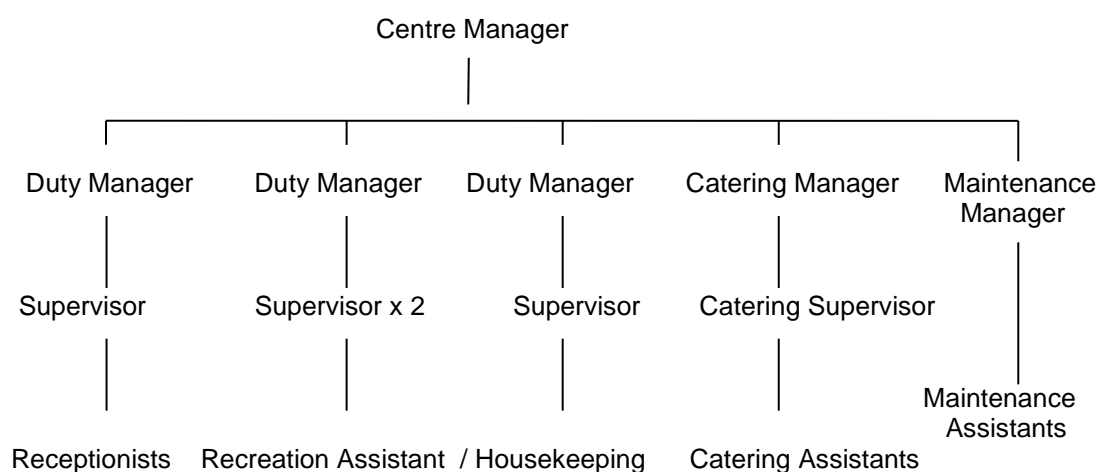 Centre Manager
Duty Manager Duty Manager Duty Manager Catering Manager Maintenance
Manager
Supervisor Supervisor x 2 Supervisor Catering Supervisor
Maintenance
Assistants
Receptionists Recreation Assistant / Housekeeping Catering Assistants